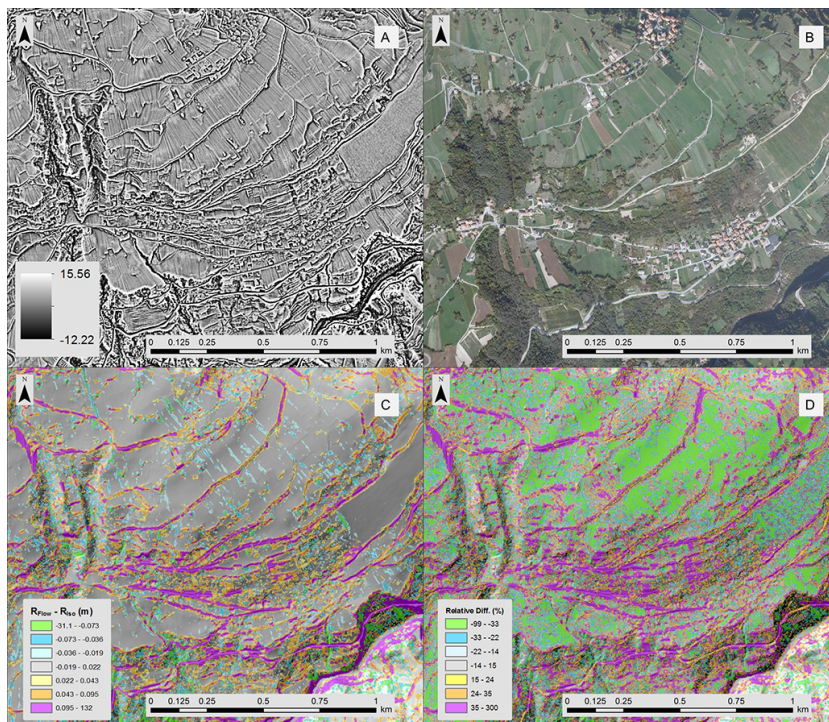 N
A
15.56
-12.22
0 0.125 0.25 0.5 0.75 1
km
N
B
0 0.125 0.25 0.5 0.75 1
km
N
C
RFlow - RIso (m)
-31.1 - -0.073
-0.073 - -0.036
-0.036 - -0.019
-0.019 - 0.022
0.022 - 0.043
0.043 - 0.095
0.095 - 132
0 0.125 0.25 0.5 0.75 1
km
N
D
Relative Diff. (%)
-99 - -33
-33 - -22
-22 - -14
-14 - 15
15 - 24
24- 35
35 - 300
0 0.125 0.25 0.5 0.75 1
km